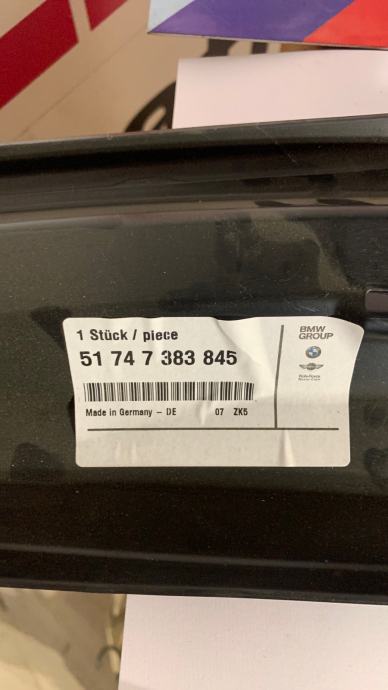 1 Stück / piece
51 74 7 383 845
Made in Germany - DE 07 ZK5
BMW
GROUP